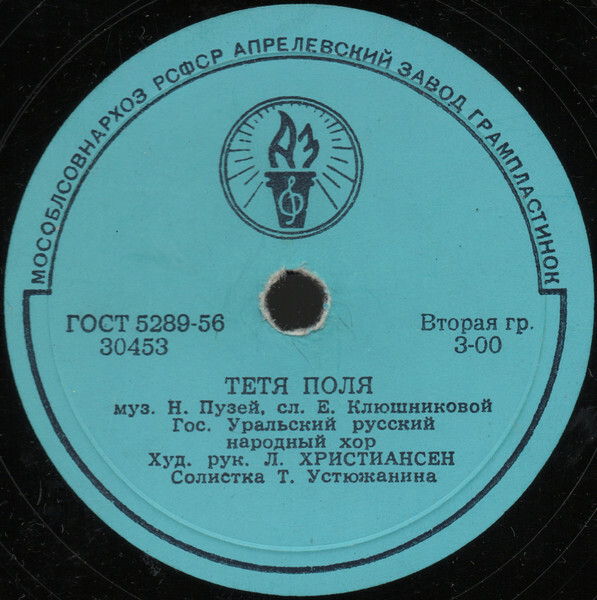 МОСОБЛСОВНАРХОЗ РСФСР АПРЕЛЕВСКИЙ ЗАВОД ГРАМПЛАСТИНОК
АЗ
ГОСТ 5289-56
30453
Вторая гр.
3-00
ТЕТЯ ПОЛЯ
муз. Н. Пузей, сл. Е. Клюшниковой
Гос. Уральский русский
народный хор
Худ. рук. Л. ХРИСТИАНСЕН
Солистка Т. Устюжанина